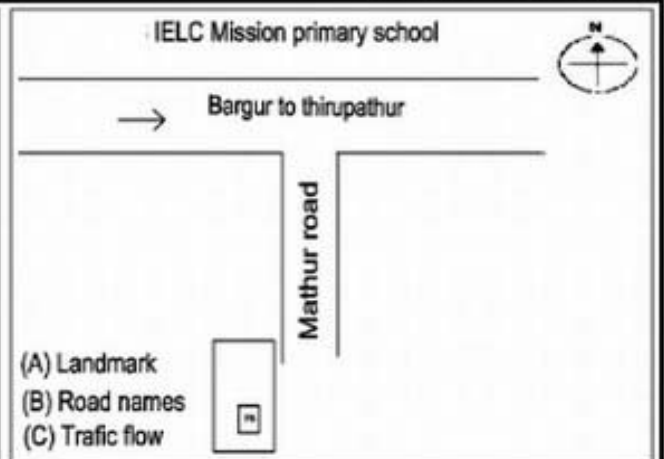 IELC Mission primary school
N
Bargur to thirupathur
Mathur road
(A) Landmark
(B) Road names
(C) Trafic flow